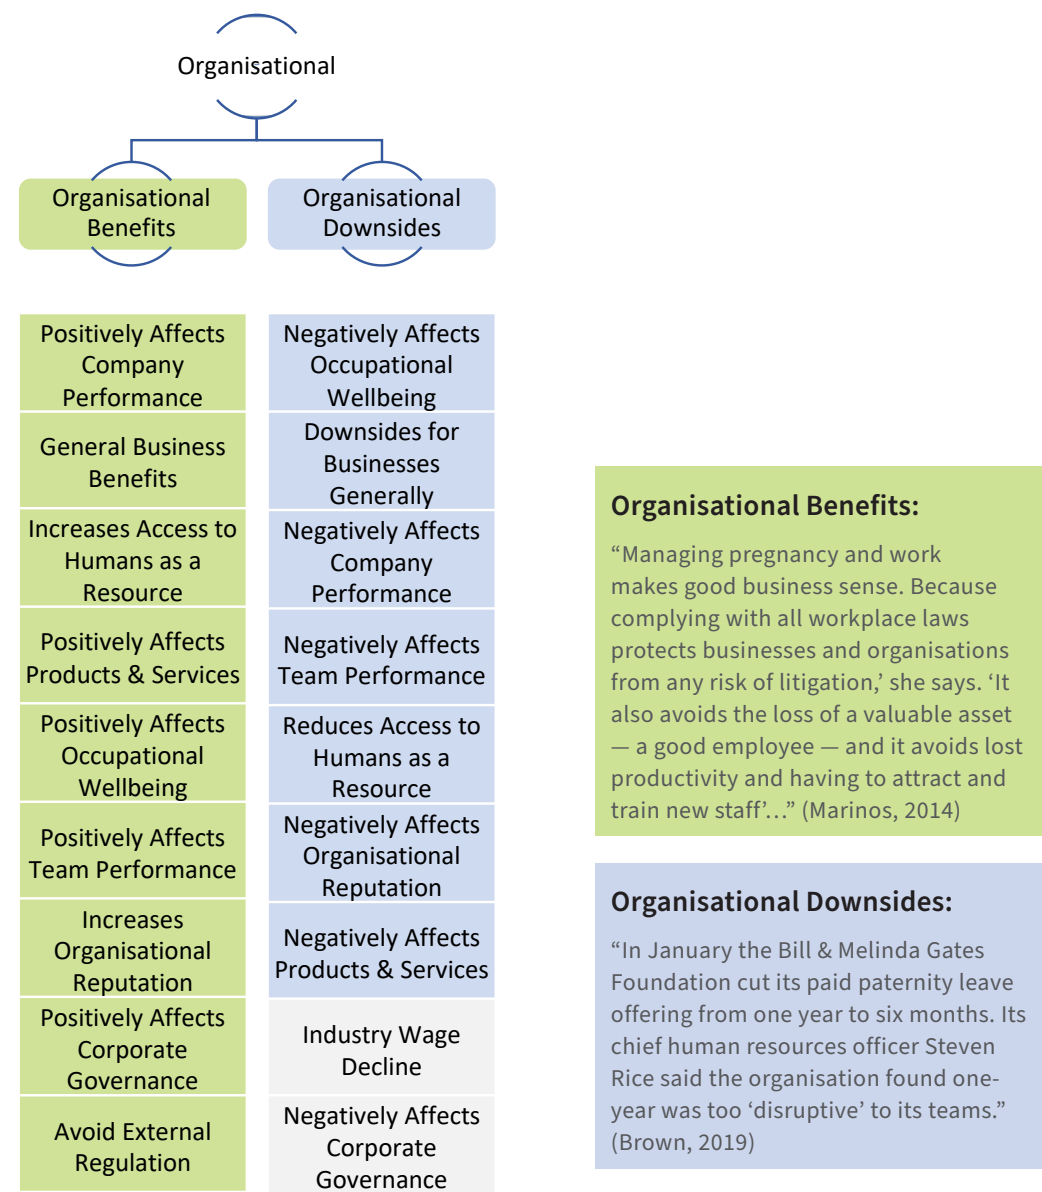 Organisational
Organisational
Benefits
Organisational
Downsides
Positively Affects
Company
Performance
General Business
Benefits
Increases Access to
Humans as a
Resource
Positively Affects
Products & Services
Positively Affects
Occupational
Wellbeing
Positively Affects
Team Performance
Increases
Organisational
Reputation
Positively Affects
Corporate
Governance
Avoid External
Regulation
Negatively Affects
Occupational
Wellbeing
Downsides for
Businesses
Generally
Negatively Affects
Company
Performance
Negatively Affects
Team Performance
Reduces Access to
Humans as a
Resource
Negatively Affects
Organisational
Reputation
Negatively Affects
Products & Services
Industry Wage
Decline
Negatively Affects
Corporate
Governance
Organisational Benefits:
“Managing pregnancy and work
makes good business sense. Because
complying with all workplace laws
protects businesses and organisations
from any risk of litigation,’ she says. ‘It
also avoids the loss of a valuable asset
— a good employee — and it avoids lost
productivity and having to attract and
train new staff’…” (Marinos, 2014)
Organisational Downsides:
“In January the Bill & Melinda Gates
Foundation cut its paid paternity leave
offering from one year to six months. Its
chief human resources officer Steven
Rice said the organisation found one-
year was too ‘disruptive’ to its teams.”
(Brown, 2019)